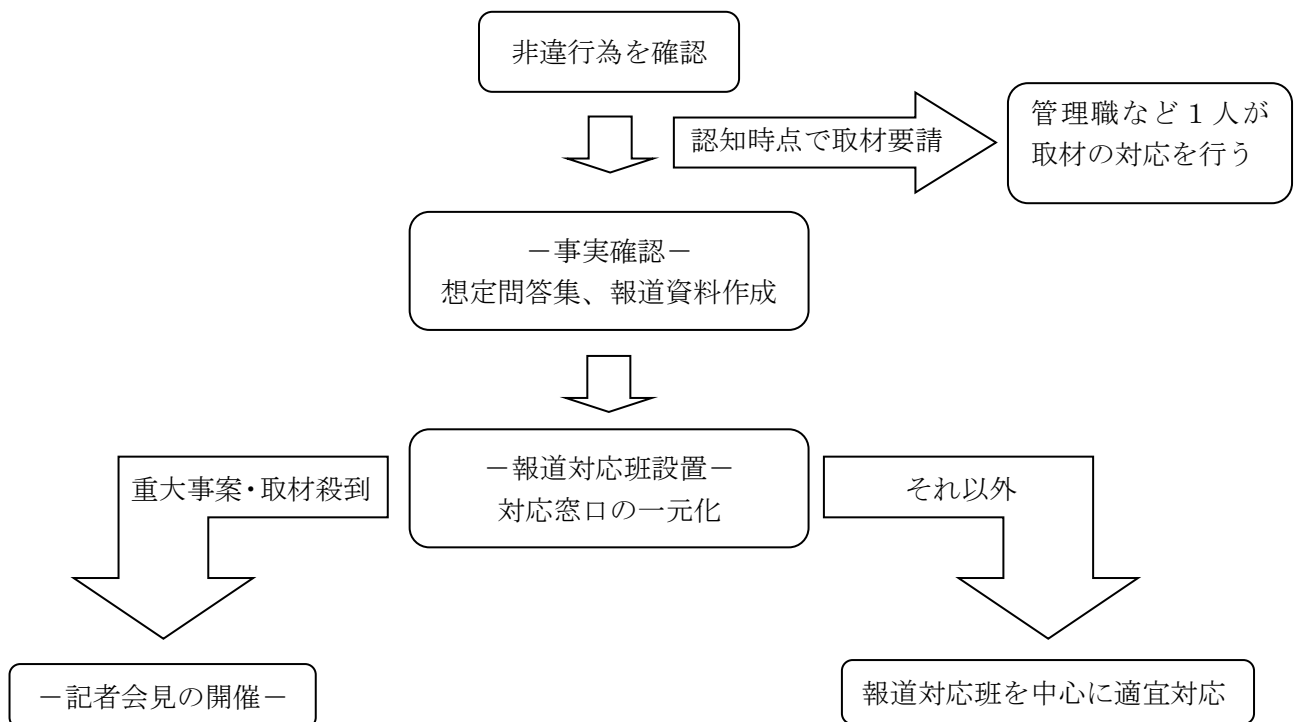 非違行為を確認
認知時点で取材要請
管理職など１人が
取材の対応を行う
－事実確認－
想定問答集、報道資料作成
－報道対応班設置－
対応窓口の一元化
重大事案・取材殺到
それ以外
－記者会見の開催－
報道対応班を中心に適宜対応